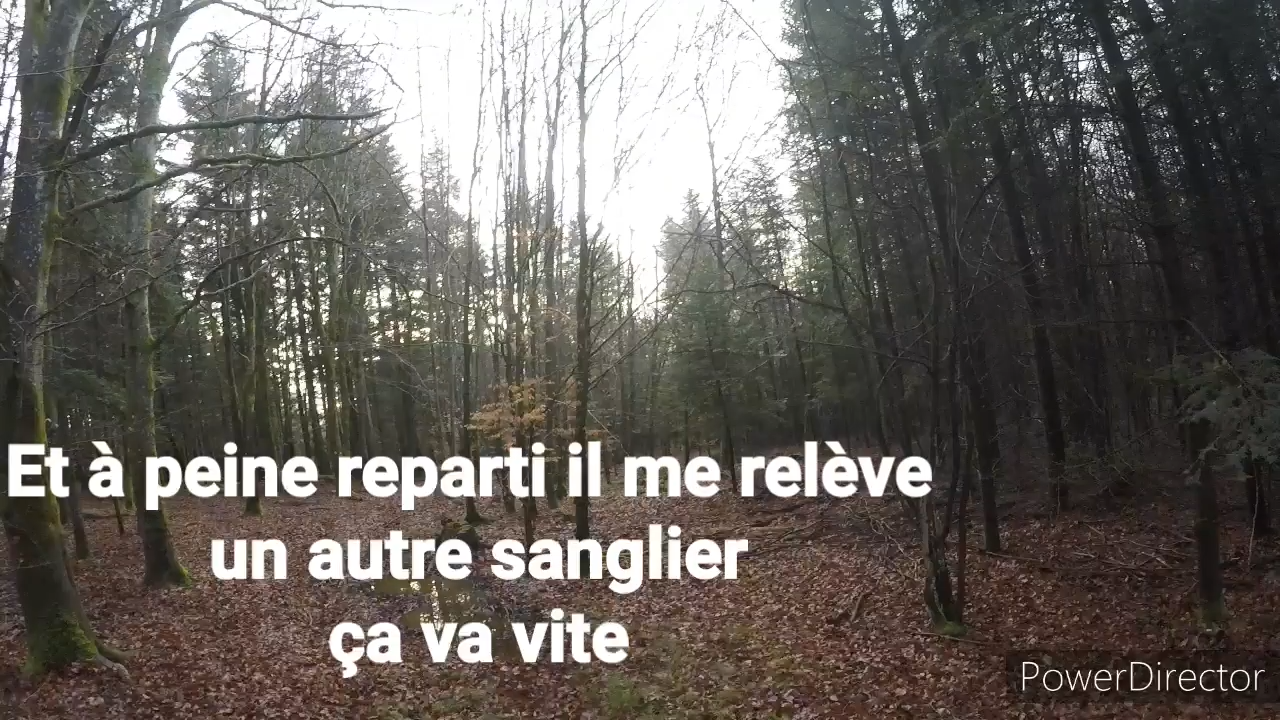 Et à peine reparti il me relève
un autre sanglier
ça va vite
PowerDirector